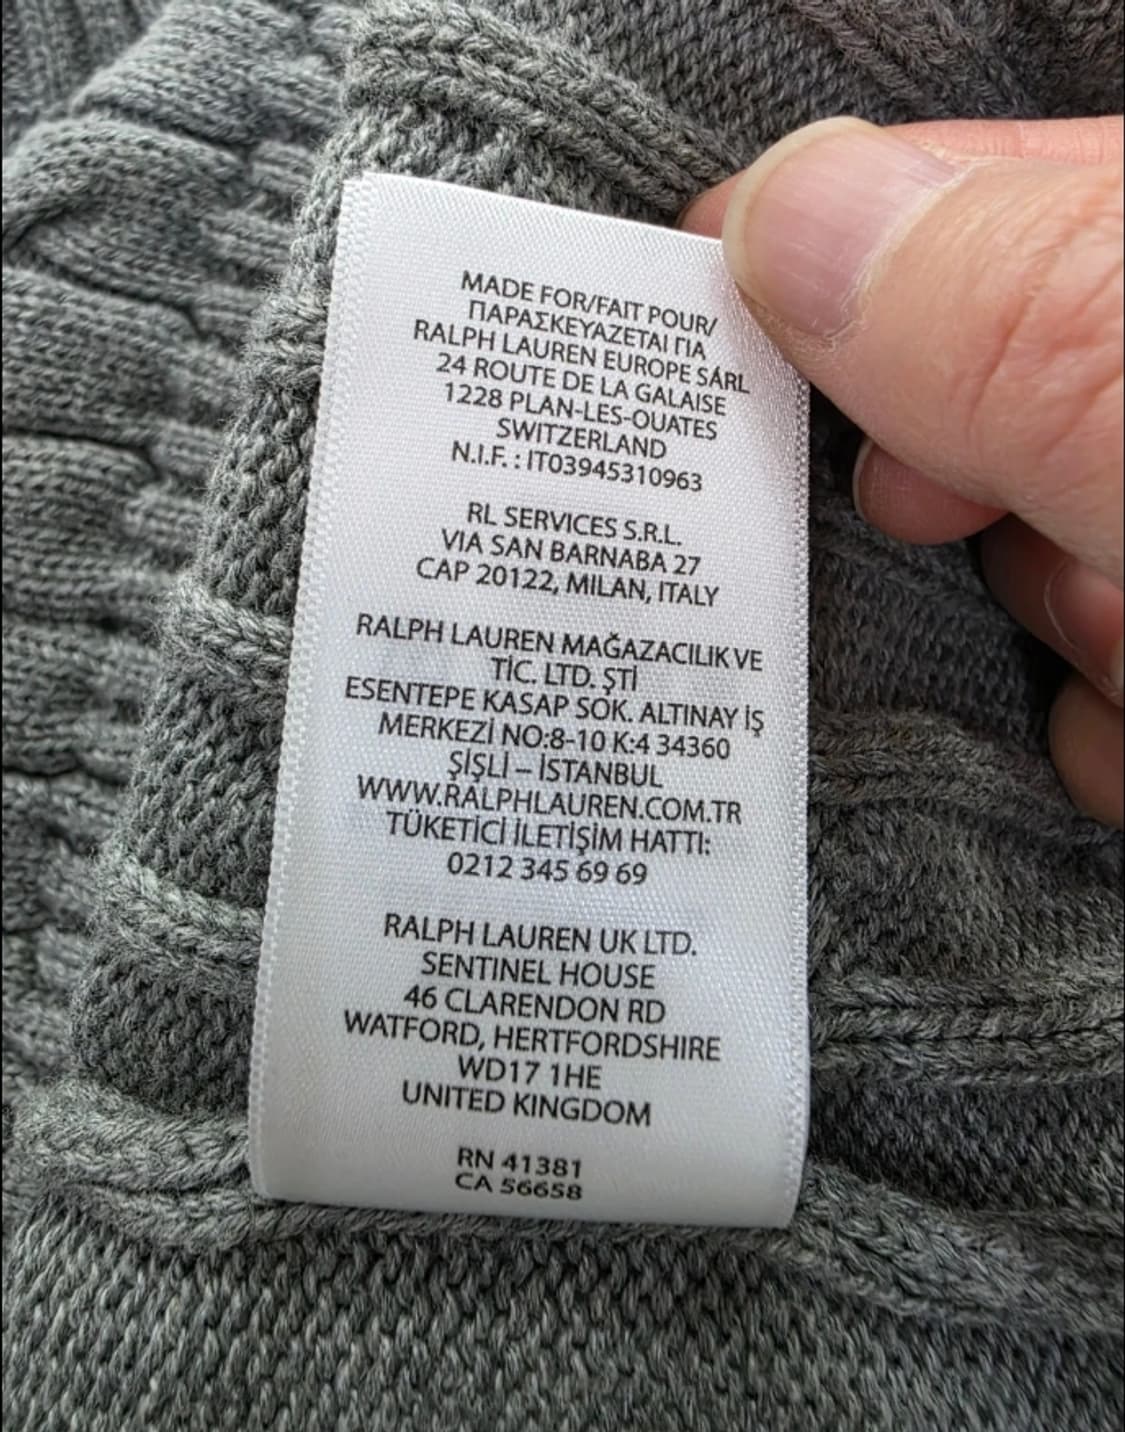 MADE FOR/FAIT POUR/
ΠΑΡΑΣΚΕΥΑΖΕΤΑΙ ΓΙΑ
RALPH LAUREN EUROPE SÁRL
24 ROUTE DE LA GALAISE
1228 PLAN-LES-OUATES
SWITZERLAND
N.I.F. : IT03945310963
RL SERVICES S.R.L.
VIA SAN BARNABA 27
CAP 20122, MILAN, ITALY
RALPH LAUREN MAĞAZACILIK VE
TİC. LTD. ŞTİ
ESENTEPE KASAP SOK. ALTINAY İŞ
MERKEZİ NO:8-10 K:4 34360
ŞİŞLİ – İSTANBUL
WWW.RALPHLAUREN.COM.TR
TÜKETİCİ İLETİŞİM HATTI:
0212 345 69 69
RALPH LAUREN UK LTD.
SENTINEL HOUSE
46 CLARENDON RD
WATFORD, HERTFORDSHIRE
WD17 1HE
UNITED KINGDOM
RN 41381
CA 56658